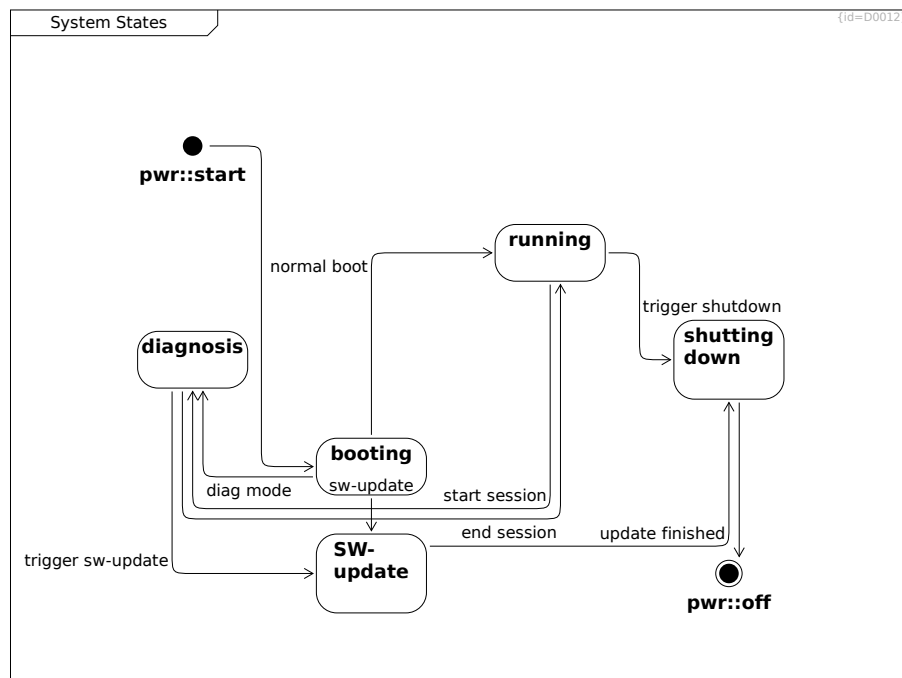 System States
{id=D0012
pwr::start
running
normal boot
trigger shutdown
shutting
down
diagnosis
booting
sw-update
diag mode
start session
end session
update finished
SW-
update
trigger sw-update
pwr::off